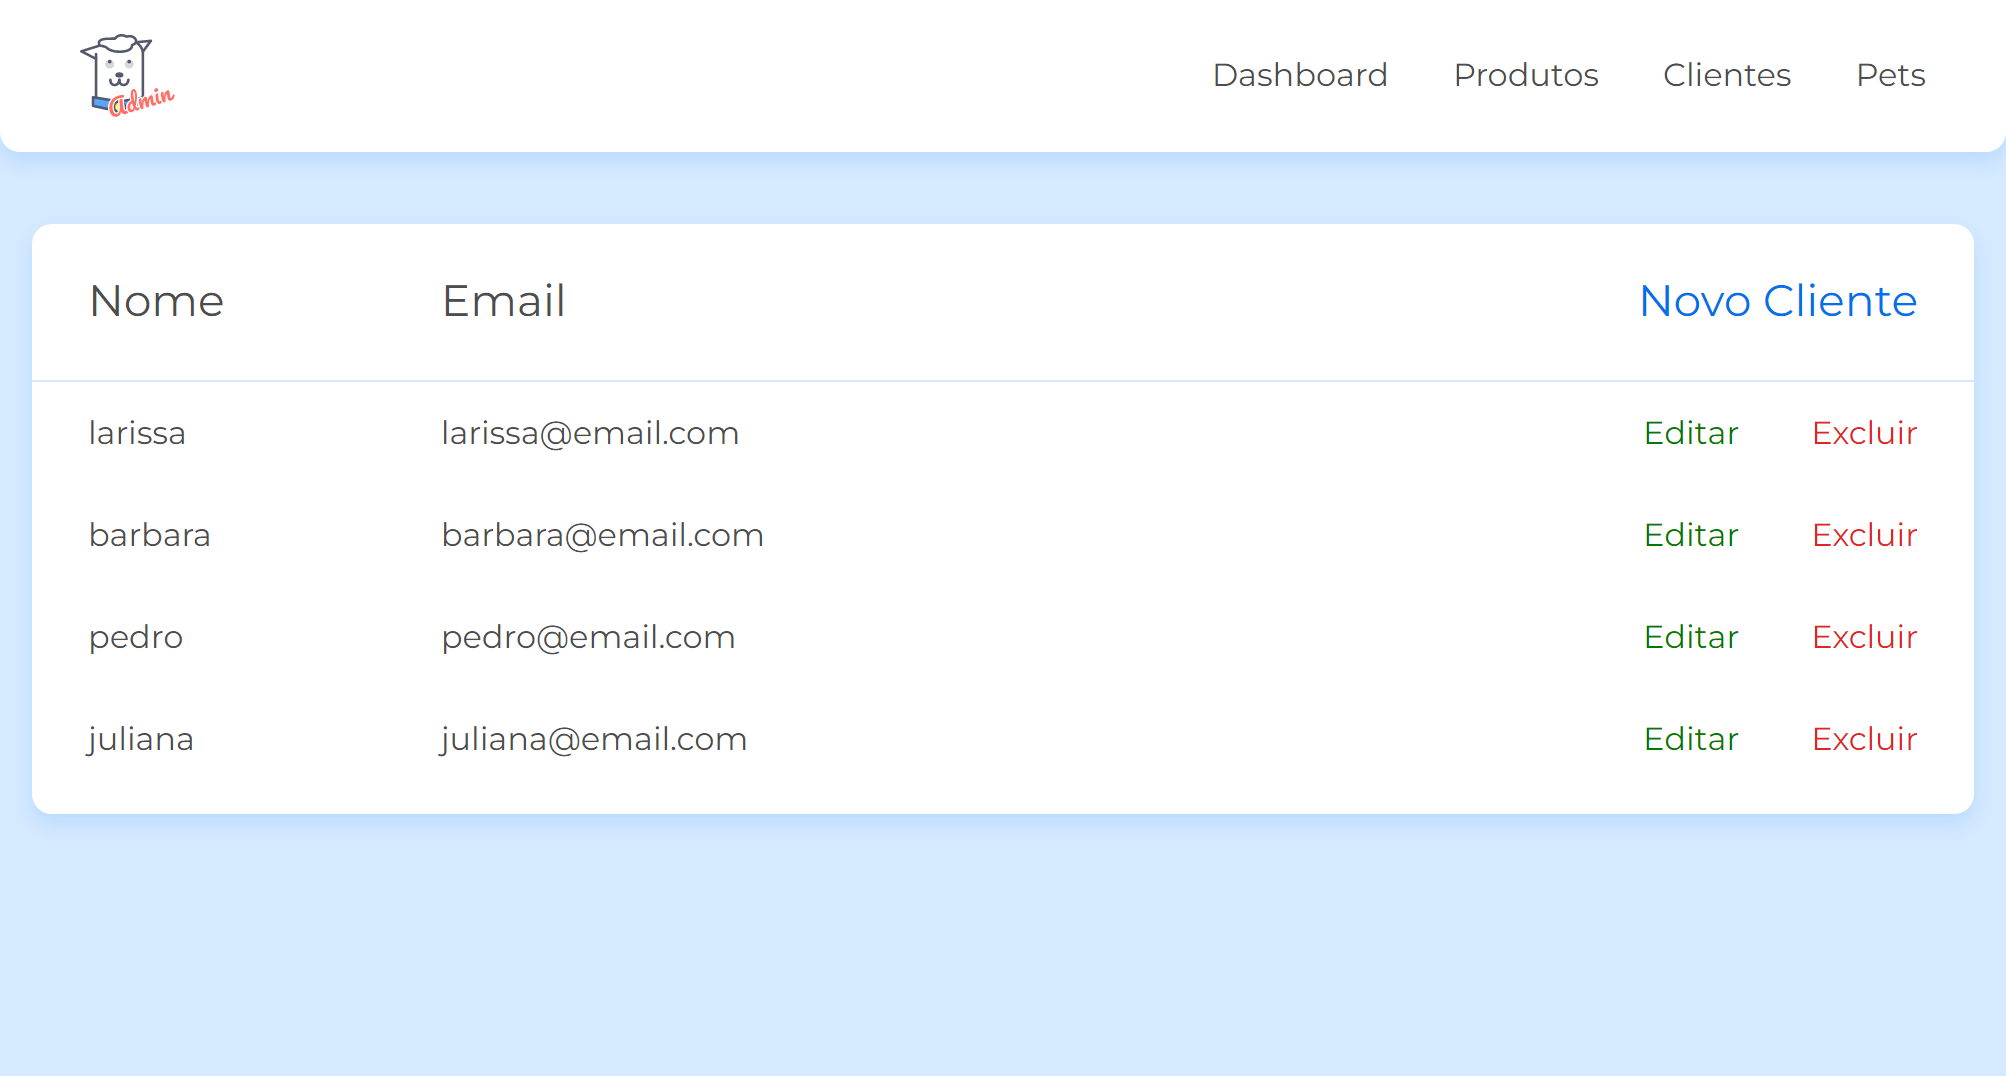 Admin
Dashboard Produtos Clientes Pets
Nome Email Novo Cliente
larissa larissa@email.com Editar Excluir
barbara barbara@email.com Editar Excluir
pedro pedro@email.com Editar Excluir
juliana juliana@email.com Editar Excluir